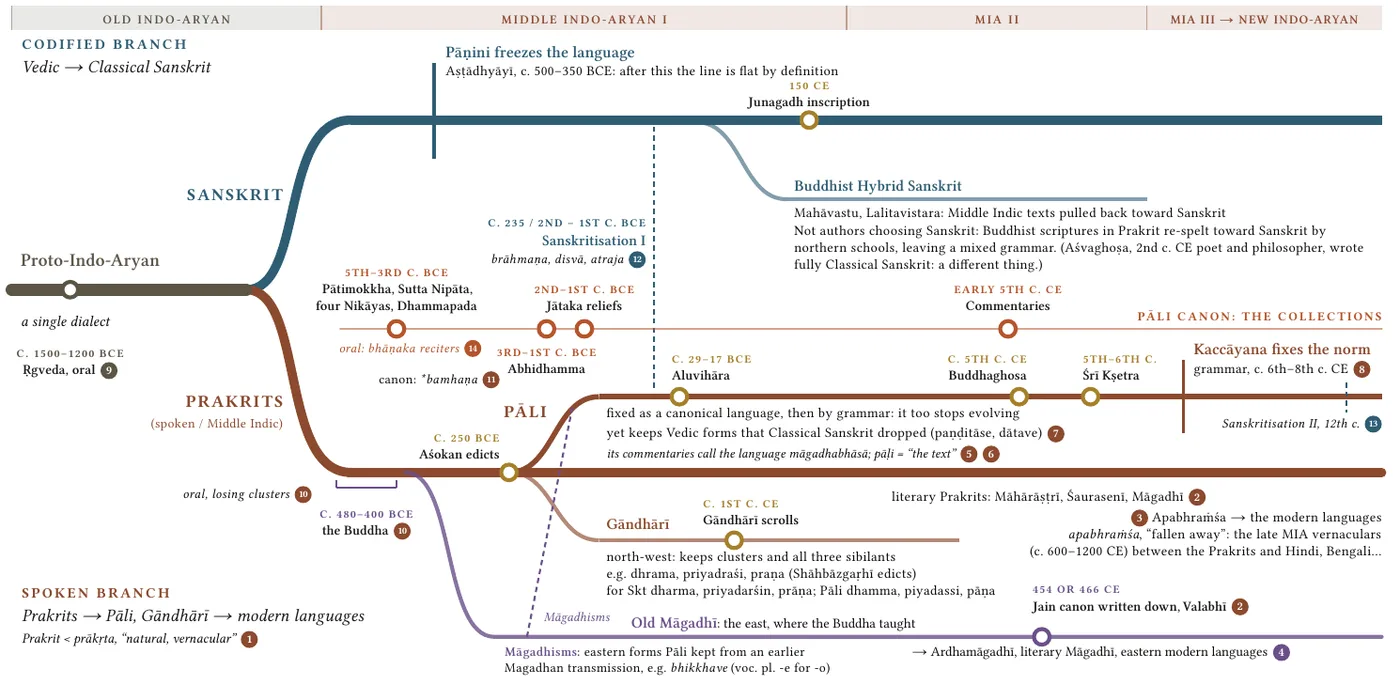 OLD INDO-ARYAN
MIDDLE INDO-ARYAN I
MIA II
MIA III → NEW INDO-ARYAN
CODIFIED BRANCH
Vedic → Classical Sanskrit
Pāṇini freezes the language
Aṣṭādhyāyī, c. 500–350 BCE: after this the line is flat by definition
150 CE
Junagadh inscription
SANSKRIT
Buddhist Hybrid Sanskrit
Mahāvastu, Lalitavistara: Middle Indic texts pulled back toward Sanskrit
Not authors choosing Sanskrit: Buddhist scriptures in Prakrit re-spelt toward Sanskrit by
northern schools, leaving a mixed grammar. (Aśvaghoṣa, 2nd c. CE poet and philosopher, wrote
fully Classical Sanskrit: a different thing.)
C. 235 / 2ND – 1ST C. BCE
Sanskritisation I
brāhmaṇa, disvā, atraja 12
Proto-Indo-Aryan
a single dialect
C. 1500–1200 BCE
Ṛgveda, oral 9
5TH–3RD C. BCE
Pātimokkha, Sutta Nipāta,
four Nikāyas, Dhammapada
2ND–1ST C. BCE
Jātaka reliefs
EARLY 5TH C. CE
Commentaries
PĀLI CANON: THE COLLECTIONS
oral: bhāṇaka reciters 14
3RD–1ST C. BCE
Abhidhamma
canon: *bamhaṇa 11
C. 29–17 BCE
Aluvihāra
C. 5TH C. CE
Buddhaghosa
5TH–6TH C.
Śrī Kṣetra
Kaccāyana fixes the norm
grammar, c. 6th–8th c. CE 8
PRAKRITS
(spoken / Middle Indic)
PĀLI
fixed as a canonical language, then by grammar: it too stops evolving
yet keeps Vedic forms that Classical Sanskrit dropped (paṇḍitāse, dātave) 7
its commentaries call the language māgadhabhāsā; pāḷi = “the text” 5 6
Sanskritisation II, 12th c. 13
C. 250 BCE
Aśokan edicts
oral, losing clusters 10
C. 480–400 BCE
the Buddha 10
literary Prakrits: Māhārāṣṭrī, Śaurasenī, Māgadhī 2
3 Apabhraṁśa → the modern languages
apabhraṁśa, “fallen away”: the late MIA vernaculars
(c. 600–1200 CE) between the Prakrits and Hindi, Bengali…
Gāndhārī
C. 1ST C. CE
Gāndhārī scrolls
north-west: keeps clusters and all three sibilants
e.g. dhrama, priyadraśi, praṇa (Shāhbāzgaṛhī edicts)
for Skt dharma, priyadarśin, prāṇa; Pāli dhamma, piyadassi, pāṇa
SPOKEN BRANCH
Prakrits → Pāli, Gāndhārī → modern languages
Prakrit < prākṛta, “natural, vernacular” 1
Māgadhisms
Old Māgadhī: the east, where the Buddha taught
454 OR 466 CE
Jain canon written down, Valabhī 2
Māgadhisms: eastern forms Pāli kept from an earlier
Magadhan transmission, e.g. bhikkhave (voc. pl. -e for -o)
→ Ardhamāgadhī, literary Māgadhī, eastern modern languages 4